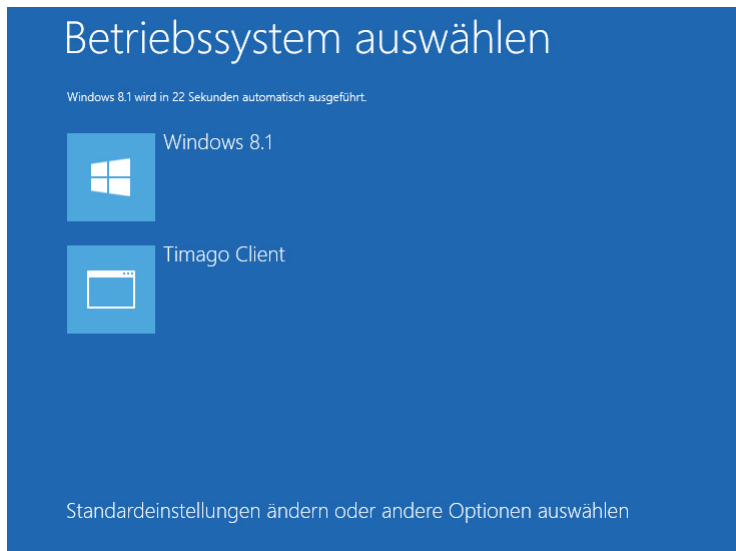 Betriebssystem auswählen
Windows 8.1 wird in 22 Sekunden automatisch ausgeführt.
Windows 8.1
Timago Client
Standardeinstellungen ändern oder andere Optionen auswählen